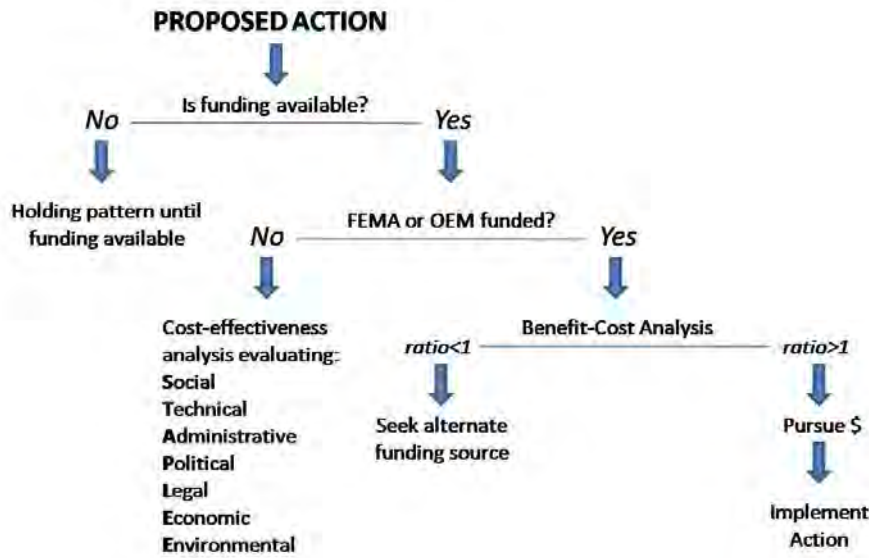 PROPOSED ACTION
Is funding available?
No
Yes
Holding pattern until
funding available
FEMA or OEM funded?
No
Yes
Cost-effectiveness
analysis evaluating:
Social
Technical
Administrative
Political
Legal
Economic
Environmental
Benefit-Cost Analysis
ratio<1
ratio>1
Seek alternate
funding source
Pursue $
Implement
Action